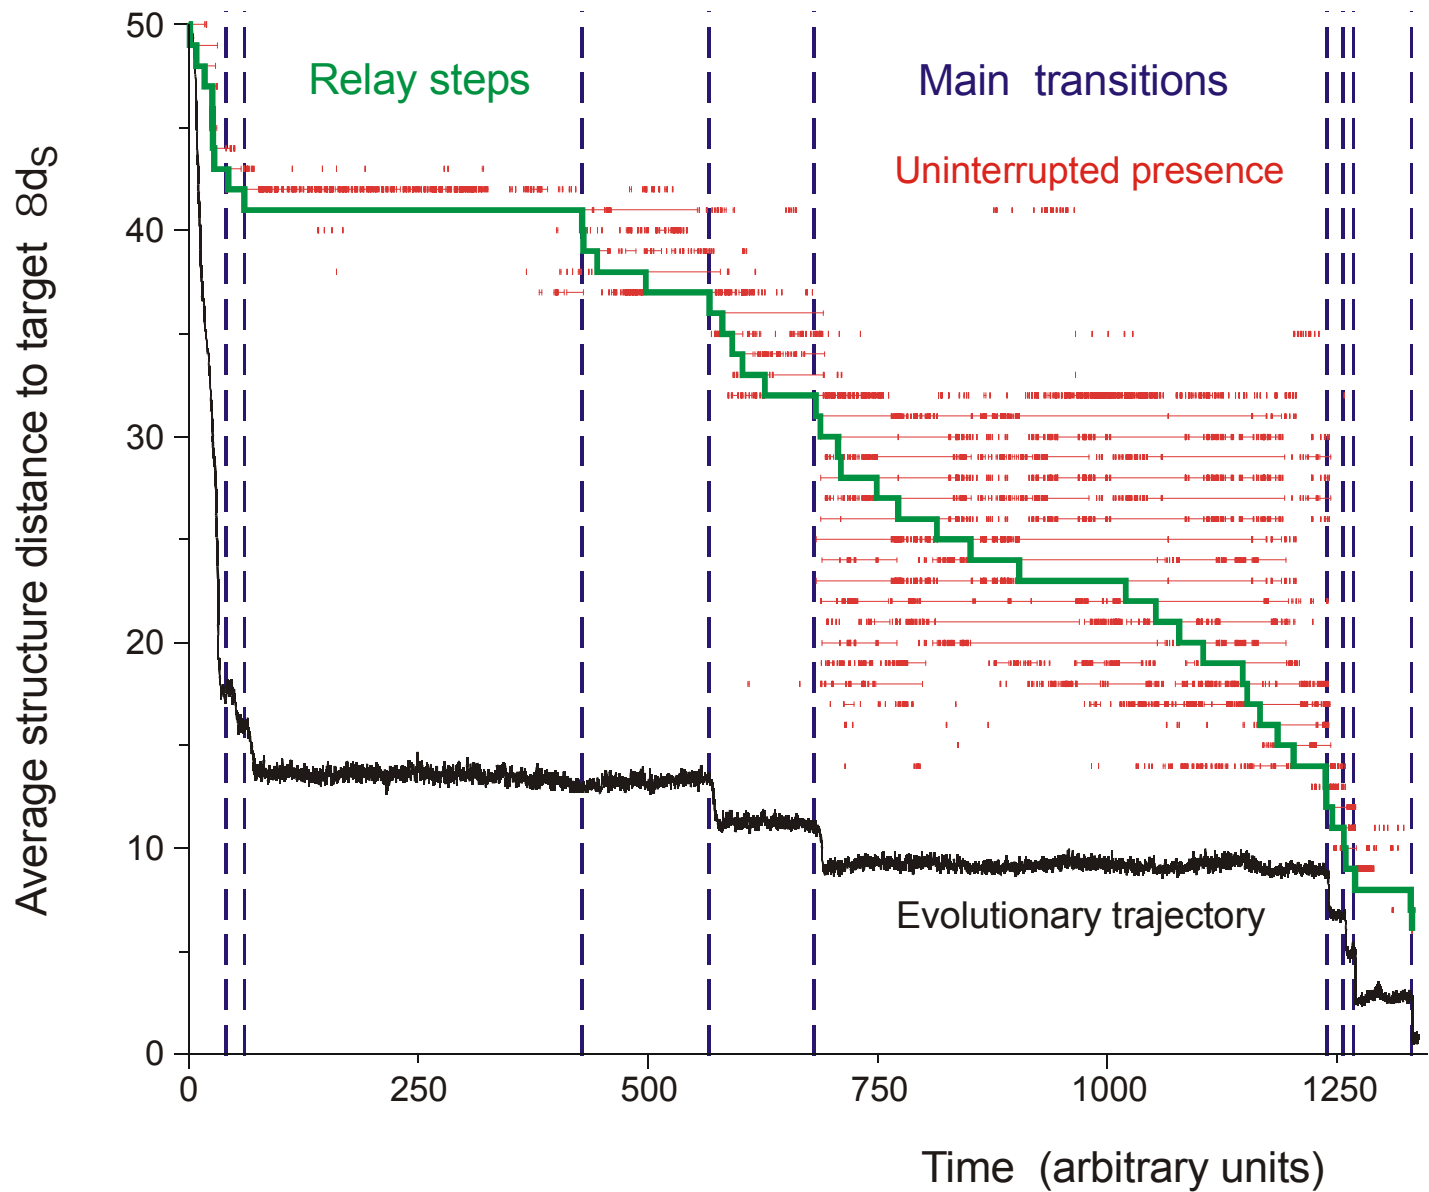 50
40
30
20
10
0
Average structure distance to target 8dS
Relay steps
Main transitions
Uninterrupted presence
Evolutionary trajectory
0 250 500 750 1000 1250
Time (arbitrary units)